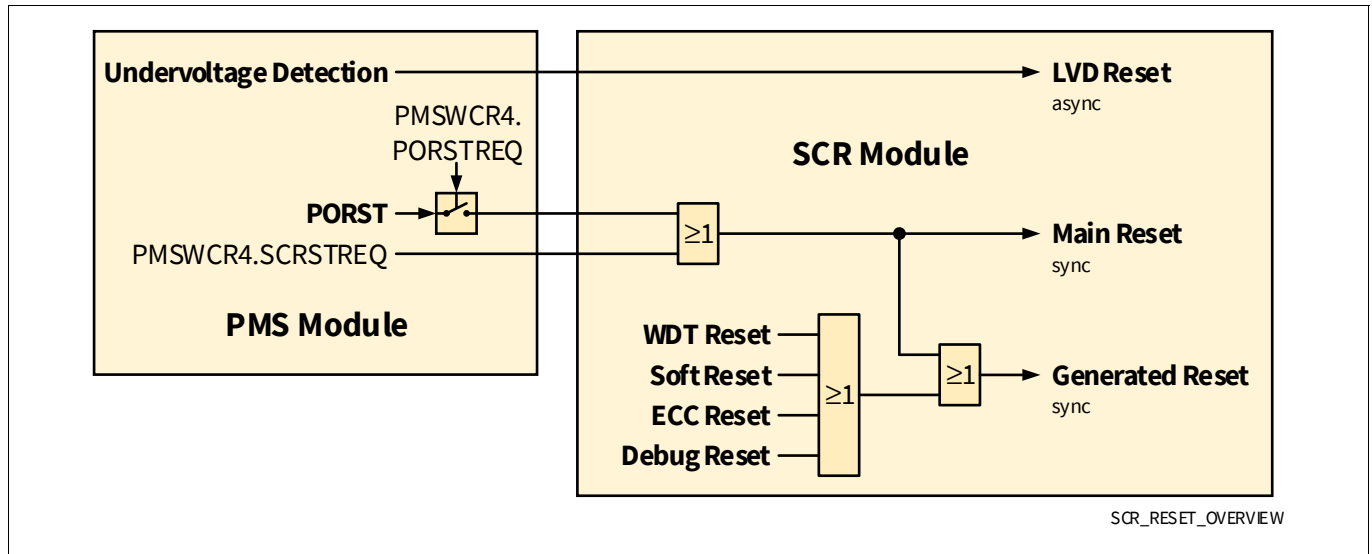 Undervoltage Detection
PMSWCR4.
PORSTREQ
PORST
PMSWCR4.SCRSTREQ
PMS Module
LVD Reset
async
SCR Module
≥1
Main Reset
sync
WDT Reset
Soft Reset
ECC Reset
Debug Reset
≥1
≥1
Generated Reset
sync
SCR_RESET_OVERVIEW